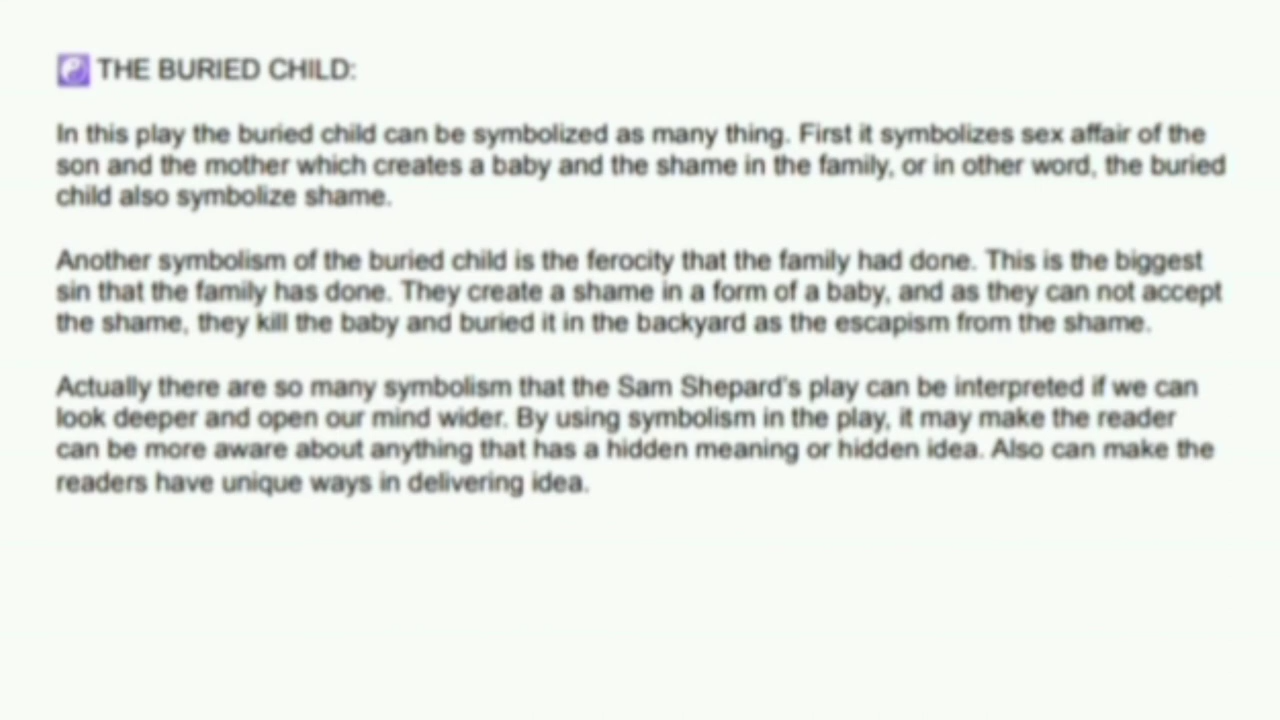 ☯ THE BURIED CHILD:
In this play the buried child can be symbolized as many thing. First it symbolizes sex affair of the
son and the mother which creates a baby and the shame in the family, or in other word, the buried
child also symbolize shame.
Another symbolism of the buried child is the ferocity that the family had done. This is the biggest
sin that the family has done. They create a shame in a form of a baby, and as they can not accept
the shame, they kill the baby and buried it in the backyard as the escapism from the shame.
Actually there are so many symbolism that the Sam Shepard's play can be interpreted if we can
look deeper and open our mind wider. By using symbolism in the play, it may make the reader
can be more aware about anything that has a hidden meaning or hidden idea. Also can make the
readers have unique ways in delivering idea.